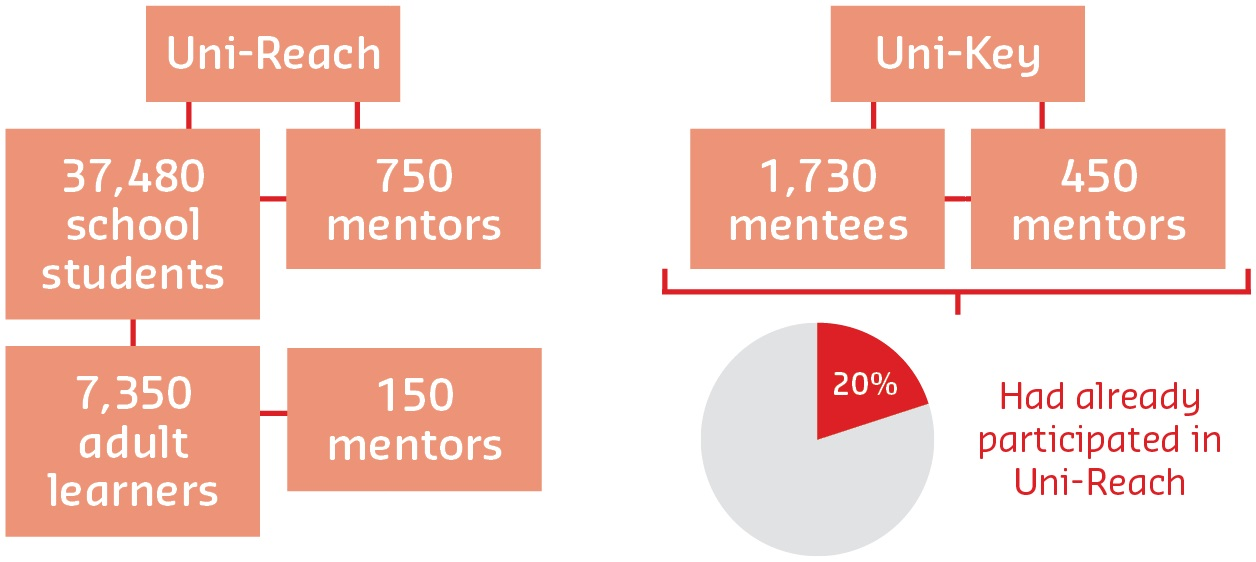 Uni-Reach
37,480
school
students
750
mentors
7,350
adult
learners
150
mentors
Uni-Key
1,730
mentees
450
mentors
20%
Had already
participated in
Uni-Reach